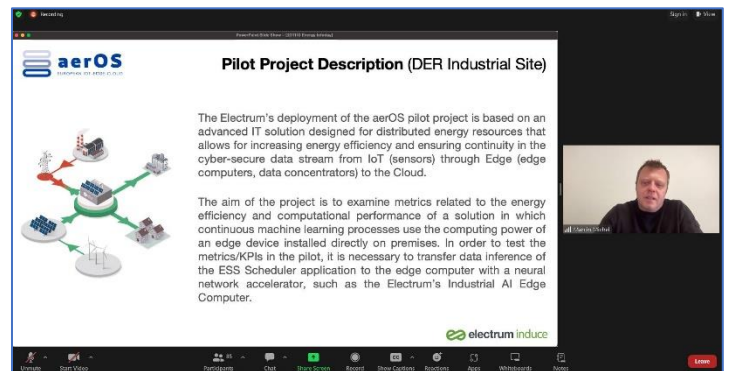 Recording
Sign in
View
aerOS
Pilot Project Description (DER Industrial Site)
The Electrum's deployment of the aerOS pilot project is based on an
advanced IT solution designed for distributed energy resources that
allows for increasing energy efficiency and ensuring continuity in the
cyber-secure data stream from IoT (sensors) through Edge (edge
computers, data concentrators) to the Cloud.
The aim of the project is to examine metrics related to the energy
efficiency and computational performance of a solution in which
continuous machine learning processes use the computing power of
an edge device installed directly on premises. In order to test the
metrics/KPIs in the pilot, it is necessary to transfer data inference of
the ESS Scheduler application to the edge computer with a neural
network accelerator, such as the Electrum's Industrial AI Edge
Computer.
electrum induce
Unmute
Start Video
Participants
Chat
Share Screen
Record
Show Captions
Reactions
Apps
Whiteboards
Notes
Leave